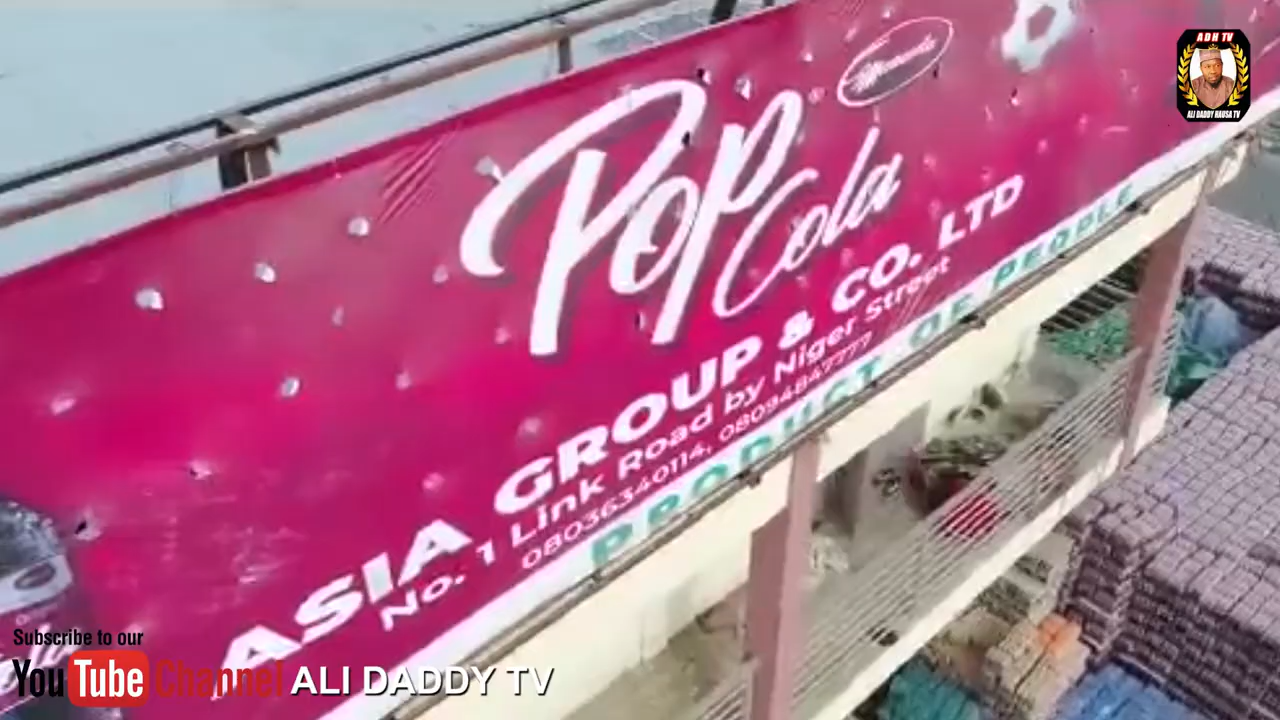 ADH TV
ALI DADDY HAUSA TV
Pop
Cola
®
ASIA GROUP & CO. LTD
No. 1 Link Road by Niger Street
08036340114, 08094847777
PRODUCT OF PEOPLE
Subscribe to our
YouTube Channel ALI DADDY TV